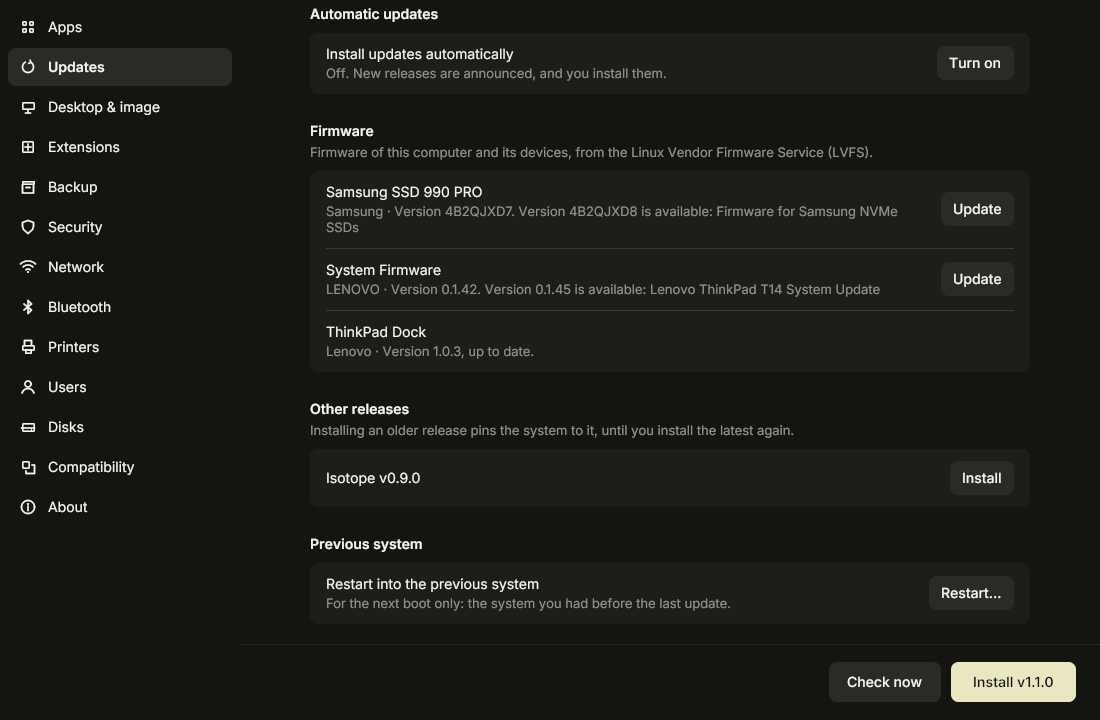 Apps
Updates
Desktop & image
Extensions
Backup
Security
Network
Bluetooth
Printers
Users
Disks
Compatibility
About
Automatic updates
Install updates automatically
Off. New releases are announced, and you install them.
Turn on
Firmware
Firmware of this computer and its devices, from the Linux Vendor Firmware Service (LVFS).
Samsung SSD 990 PRO
Samsung · Version 4B2QJXD7. Version 4B2QJXD8 is available: Firmware for Samsung NVMe
SSDs
Update
System Firmware
LENOVO · Version 0.1.42. Version 0.1.45 is available: Lenovo ThinkPad T14 System Update
Update
ThinkPad Dock
Lenovo · Version 1.0.3, up to date.
Other releases
Installing an older release pins the system to it, until you install the latest again.
Isotope v0.9.0
Install
Previous system
Restart into the previous system
For the next boot only: the system you had before the last update.
Restart...
Check now
Install v1.1.0